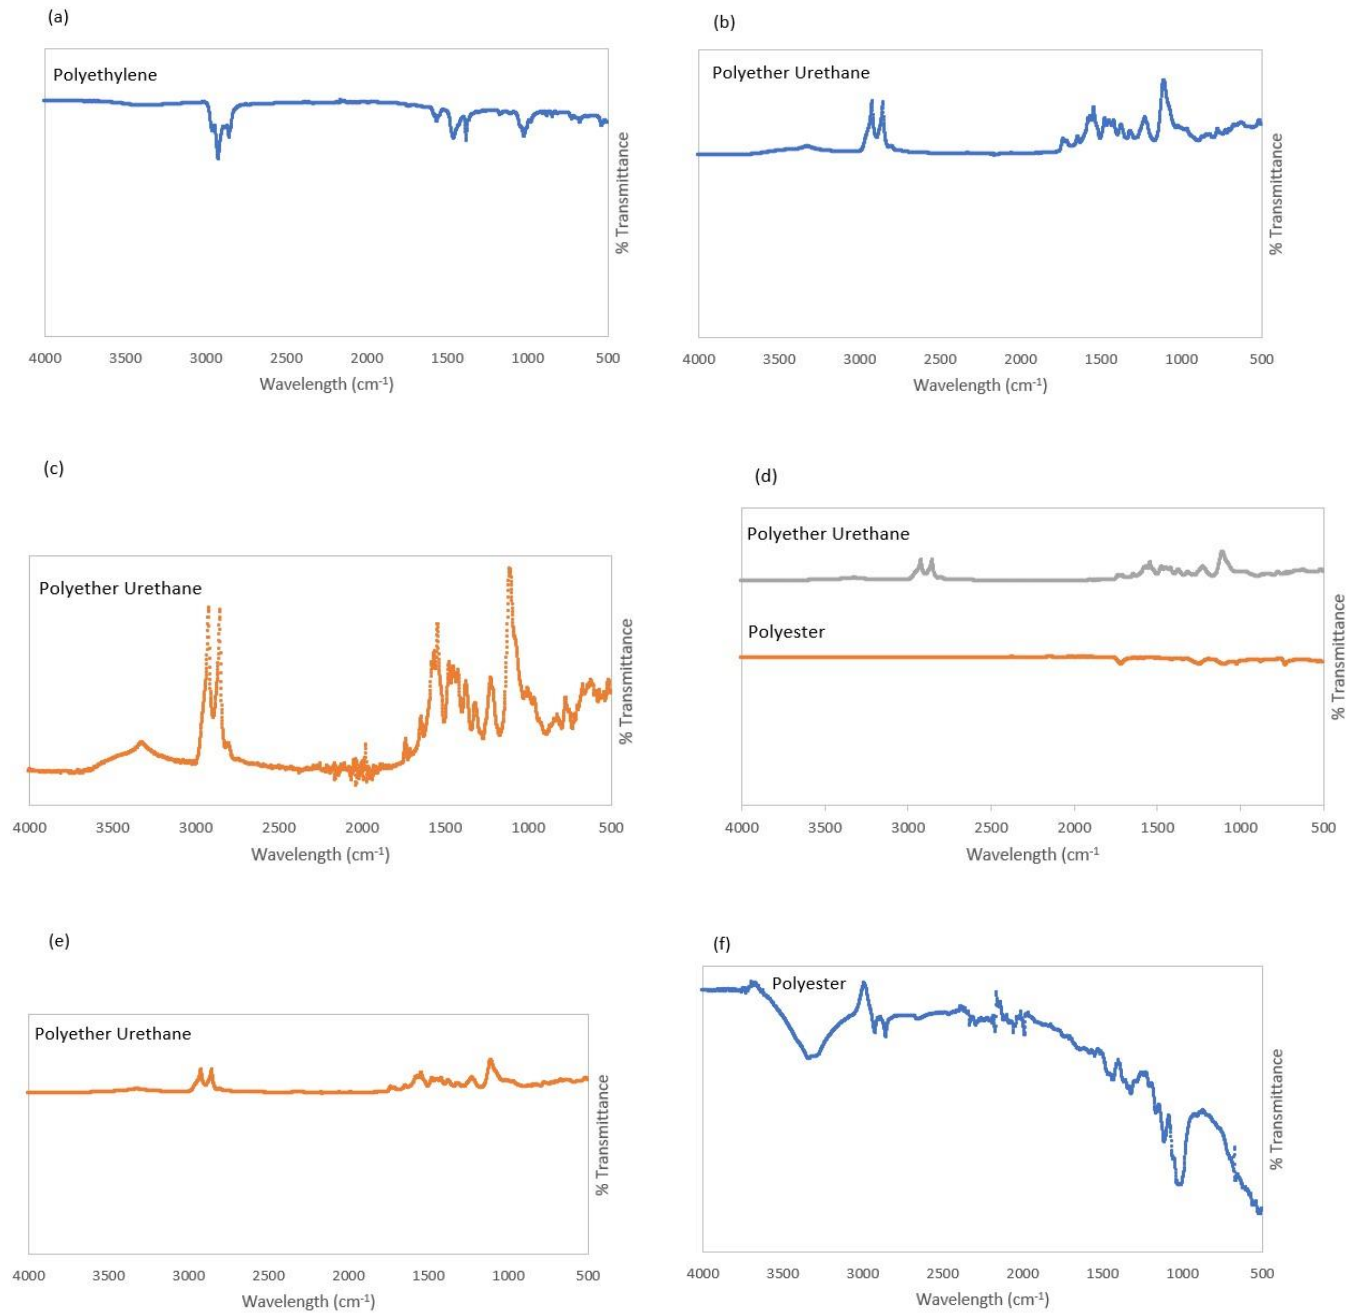 (a)
Polyethylene
% Transmittance
4000 3500 3000 2500 2000 1500 1000 500
Wavelength (cm⁻¹)
(b)
Polyether Urethane
% Transmittance
4000 3500 3000 2500 2000 1500 1000 500
Wavelength (cm⁻¹)
(c)
Polyether Urethane
% Transmittance
4000 3500 3000 2500 2000 1500 1000 500
Wavelength (cm⁻¹)
(d)
Polyether Urethane
Polyester
% Transmittance
4000 3500 3000 2500 2000 1500 1000 500
Wavelength (cm⁻¹
(e)
Polyether Urethane
% Transmittance
4000 3500 3000 2500 2000 1500 1000 500
Wavelength (cm⁻¹)
(f)
Polyester
% Transmittance
4000 3500 3000 2500 2000 1500 1000 500
Wavelength (cm⁻¹)